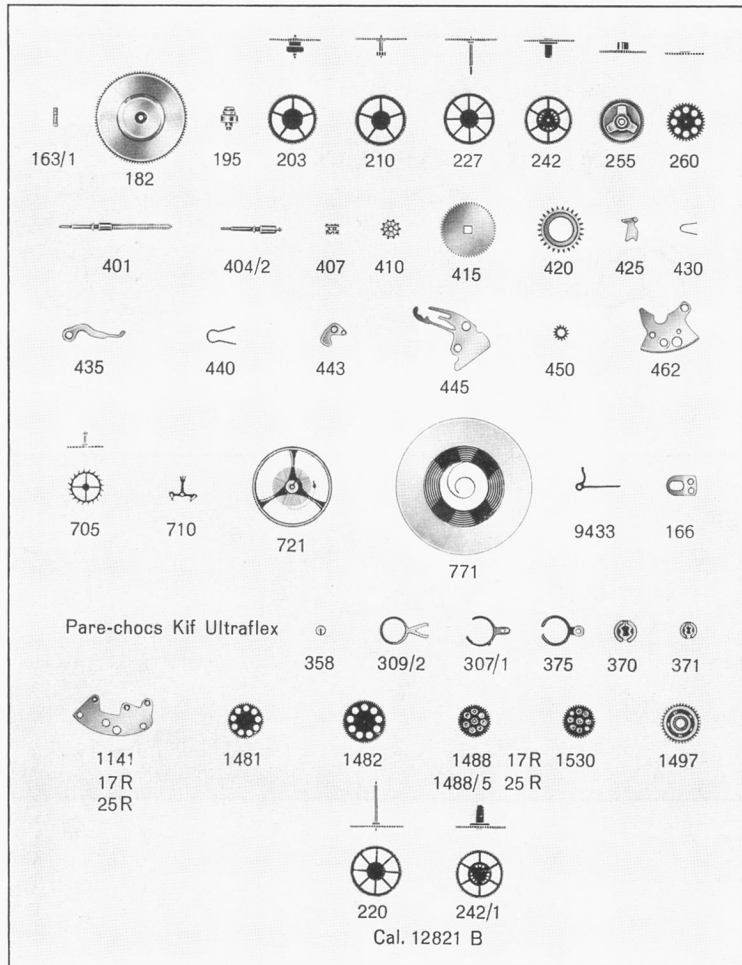 163/1 182 195 203 210 227 242 255 260
401 404/2 407 410 415 420 425 430
435 440 443 445 450 462
705 710 721 771 9433 166
Pare-chocs Kif Ultraflex 358 309/2 307/1 375 370 371
1141 1481 1482 1488 17 R 1530 1497
17 R 1488/5 25 R
25 R
220 242/1
Cal. 12821 B